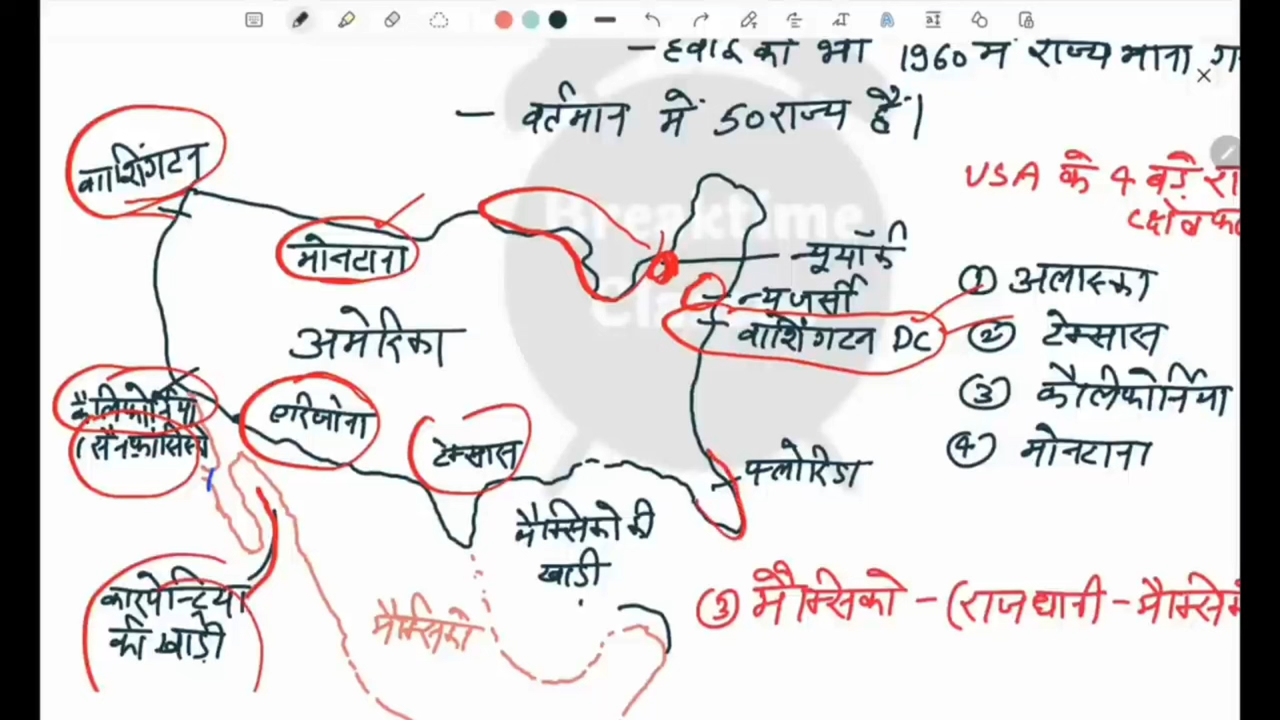 - हवाई को भी 1960 में राज्य माना
- वर्तमान में 50 राज्य हैं।
वाशिंगटन
USA के 4 बड़े
मोनटाना
Breaktime
न्यूयॉर्क
न्यूजर्सी
वाशिंगटन DC
अमेरिका
① अलास्का
② टेक्सास
③ कैलिफोर्निया
④ मोनटाना
कैलिफोर्निया
(सैनफ्रांसिस्को
एरिजोना
टेक्सास
फ्लोरिडा
मैक्सिको की
खाड़ी
कारपेन्ट्रिया
की खाड़ी
मैक्सिको
③ मैक्सिको - (राजधानी -